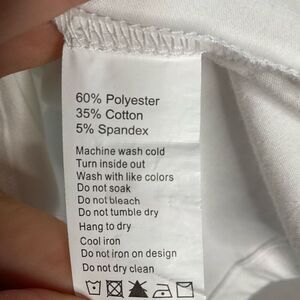 60% Polyester
35% Cotton
5% Spandex
Machine wash cold
Turn inside out
Wash with like colors
Do not soak
Do not bleach
Do not tumble dry
Hang to dry
Cool iron
Do not iron on design
Do not dry clean